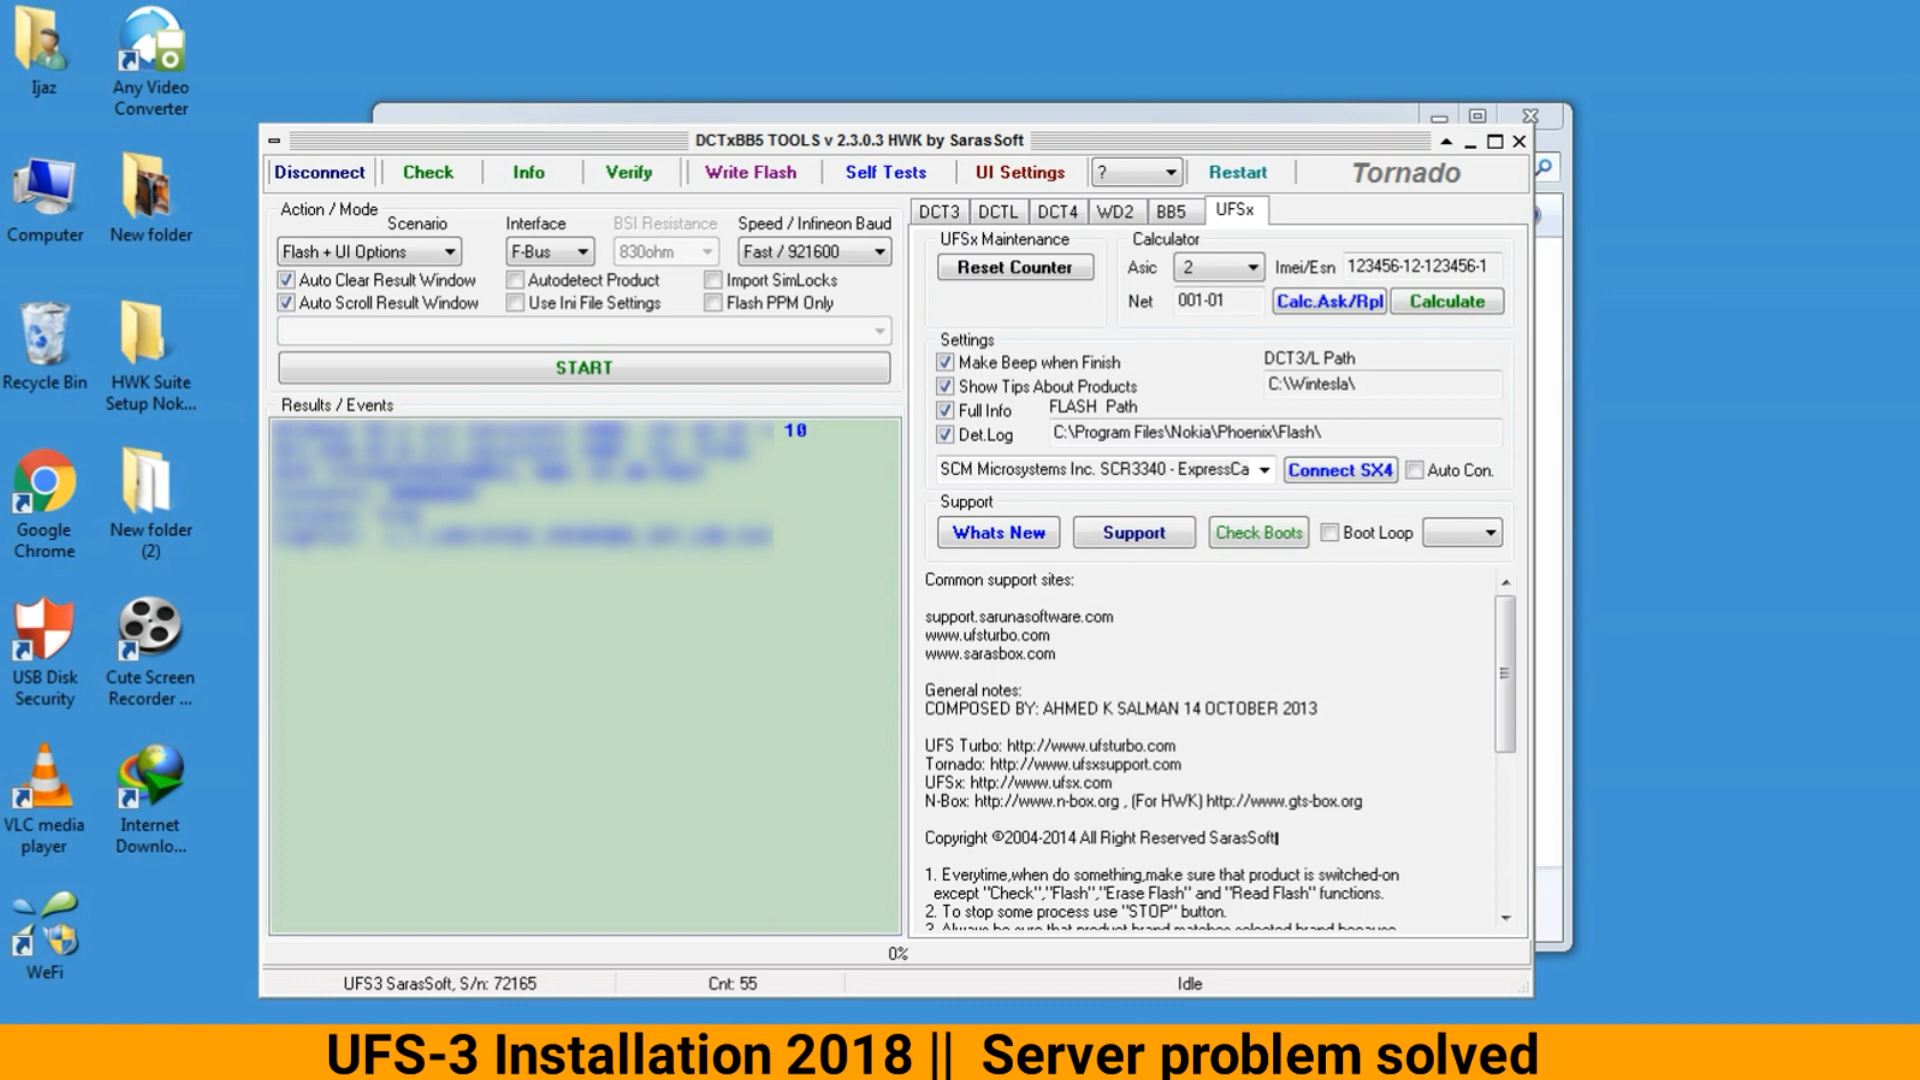 Ijaz
Any Video
Converter
Computer
New folder
Recycle Bin
HWK Suite
Setup Nok...
Google
Chrome
New folder
(2)
USB Disk
Security
Cute Screen
Recorder ...
VLC media
player
Internet
Downlo...
WeFi
DCTxBB5 TOOLS v 2.3.0.3 HWK by SarasSoft
Disconnect Check Info Verify Write Flash Self Tests UI Settings ? Restart Tornado
Action / Mode
Scenario Interface BSI Resistance Speed / Infineon Baud
Flash + UI Options F-Bus 830ohm Fast / 921600
Auto Clear Result Window Autodetect Product Import SimLocks
Auto Scroll Result Window Use Ini File Settings Flash PPM Only
START
Results / Events
10
DCT3 DCTL DCT4 WD2 BB5 UFSx
UFSx Maintenance
Reset Counter
Calculator
Asic 2 Imei/Esn 123456-12-123456-1
Net 001-01 Calc.Ask/Rpl Calculate
Settings
Make Beep when Finish DCT3/L Path
Show Tips About Products C:\Wintesla\
Full Info FLASH Path
Det.Log C:\Program Files\Nokia\Phoenix\Flash\
SCM Microsystems Inc. SCR3340 - ExpressCa Connect SX4 Auto Con.
Support
Whats New Support Check Boots Boot Loop
Common support sites:
support.sarunasoftware.com
www.ufsturbo.com
www.sarasbox.com
General notes:
COMPOSED BY: AHMED K SALMAN 14 OCTOBER 2013
UFS Turbo: http://www.ufsturbo.com
Tornado: http://www.ufsxsupport.com
UFSx: http://www.ufsx.com
N-Box: http://www.n-box.org , (For HWK) http://www.gts-box.org
Copyright ©2004-2014 All Right Reserved SarasSoft
1. Everytime,when do something,make sure that product is switched-on
except "Check","Flash","Erase Flash" and "Read Flash" functions.
2. To stop some process use "STOP" button.
3. Always be sure that product brand matches selected brand because
0%
UFS3 SarasSoft, S/n: 72165 Cnt: 55 Idle
UFS-3 Installation 2018 || Server problem solved